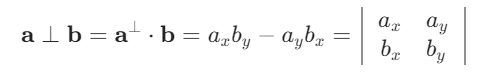 𝐚 ⊥ 𝐛 = 𝐚^⊥ · 𝐛 = a_x b_y − a_y b_x = | a_x a_y |
| b_x b_y |